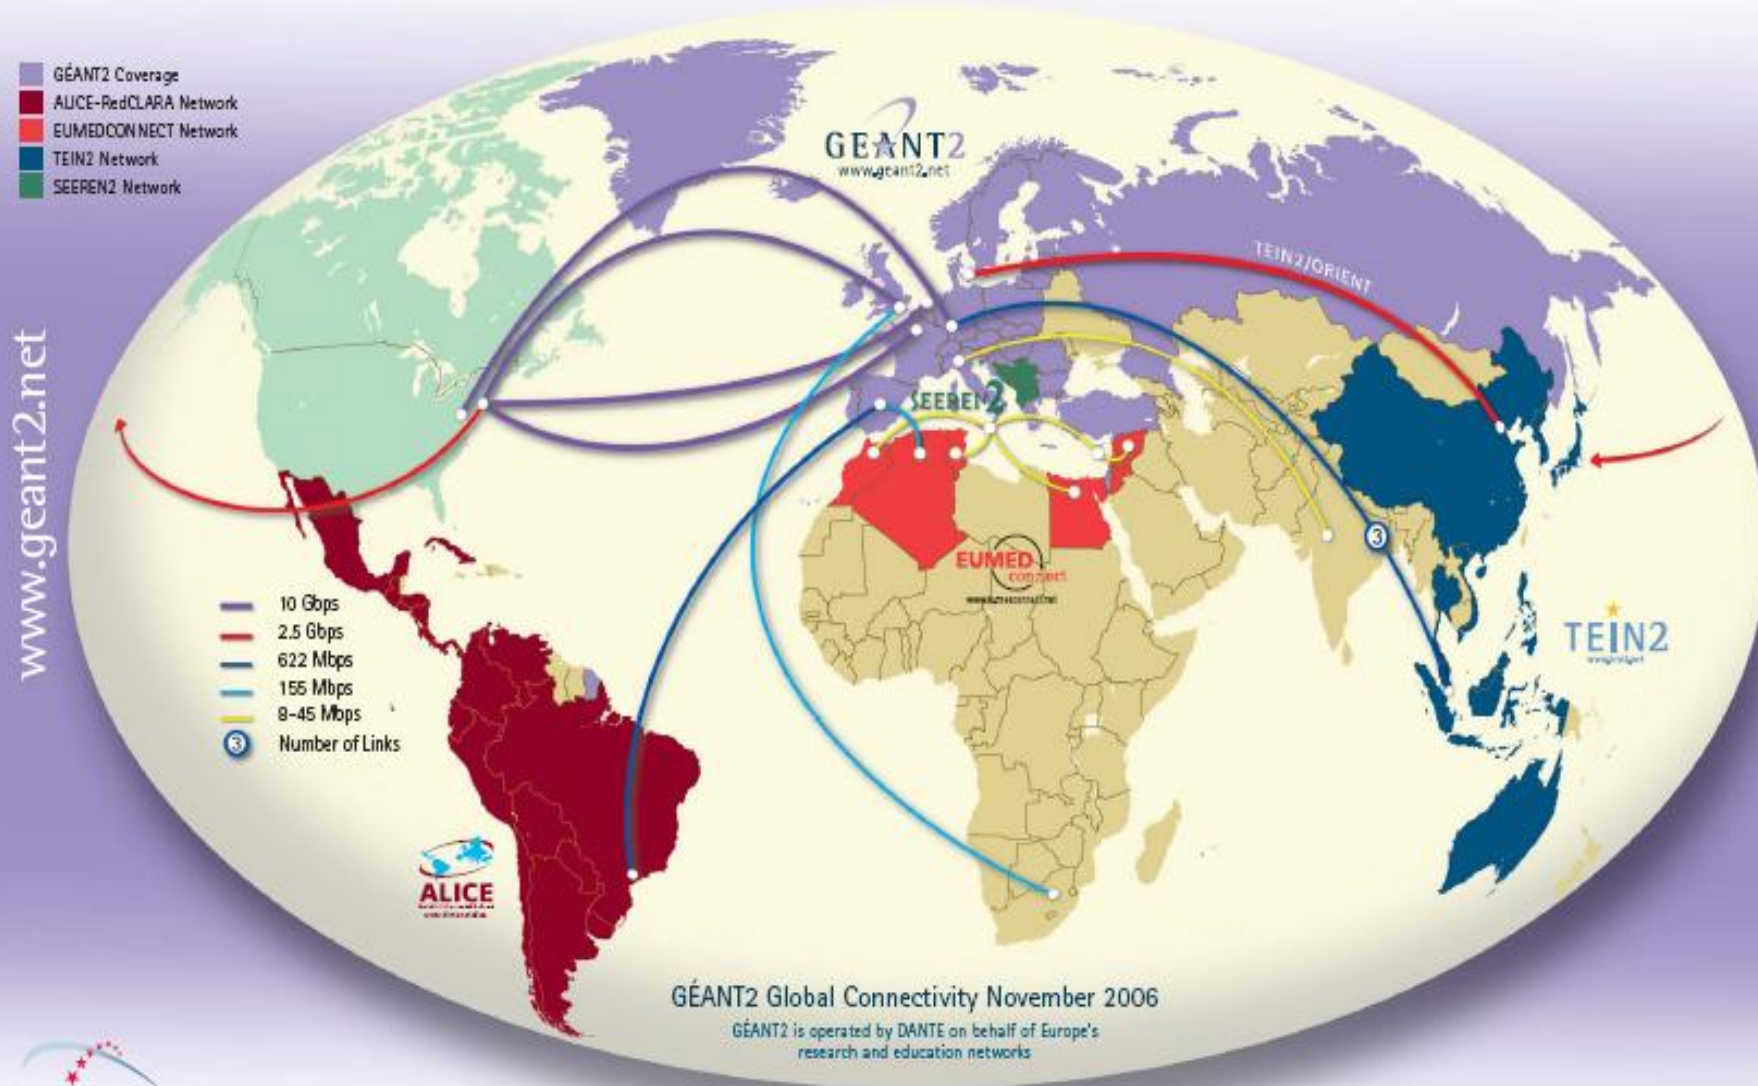 GÉANT2 Coverage
ALICE-RedCLARA Network
EUMEDCONNECT Network
TEIN2 Network
SEEREN2 Network
GEANT2
www.geant2.net
TEIN2/ORIENT
www.geant2.net
SEEREN2
EUMED
connect
www.eumedconnect.net
3
10 Gbps
2.5 Gbps
622 Mbps
155 Mbps
8-45 Mbps
3 Number of Links
TEIN2
ALICE
GÉANT2 Global Connectivity November 2006
GÉANT2 is operated by DANTE on behalf of Europe's
research and education networks